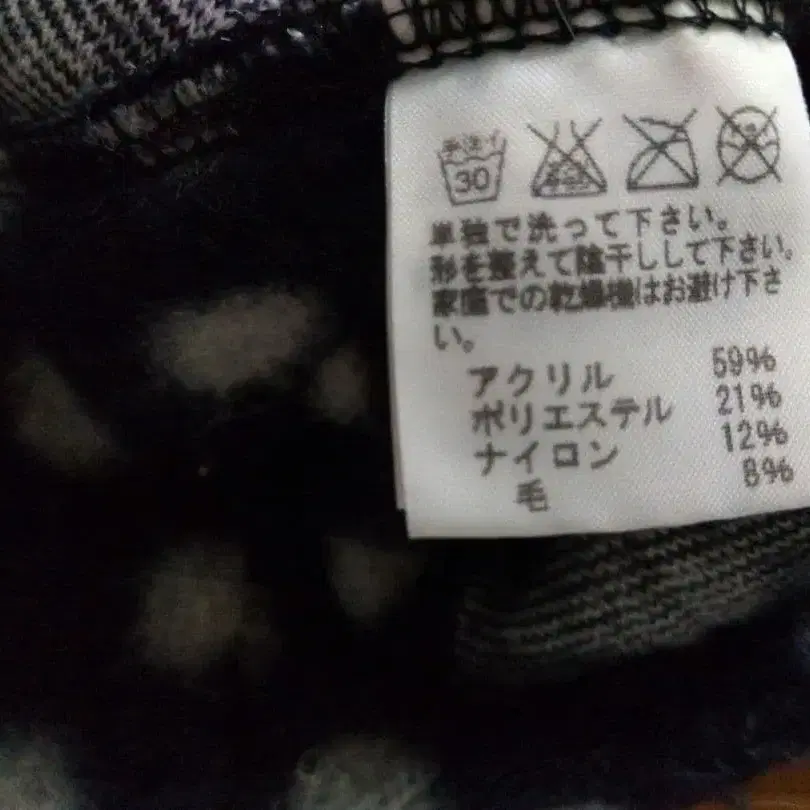 手洗イ
30
単独で洗って下さい。
形を整えて陰干しして下さい。
家庭での乾燥機はお避け下さ
い。
アクリル 59%
ポリエステル 21%
ナイロン 12%
毛 8%